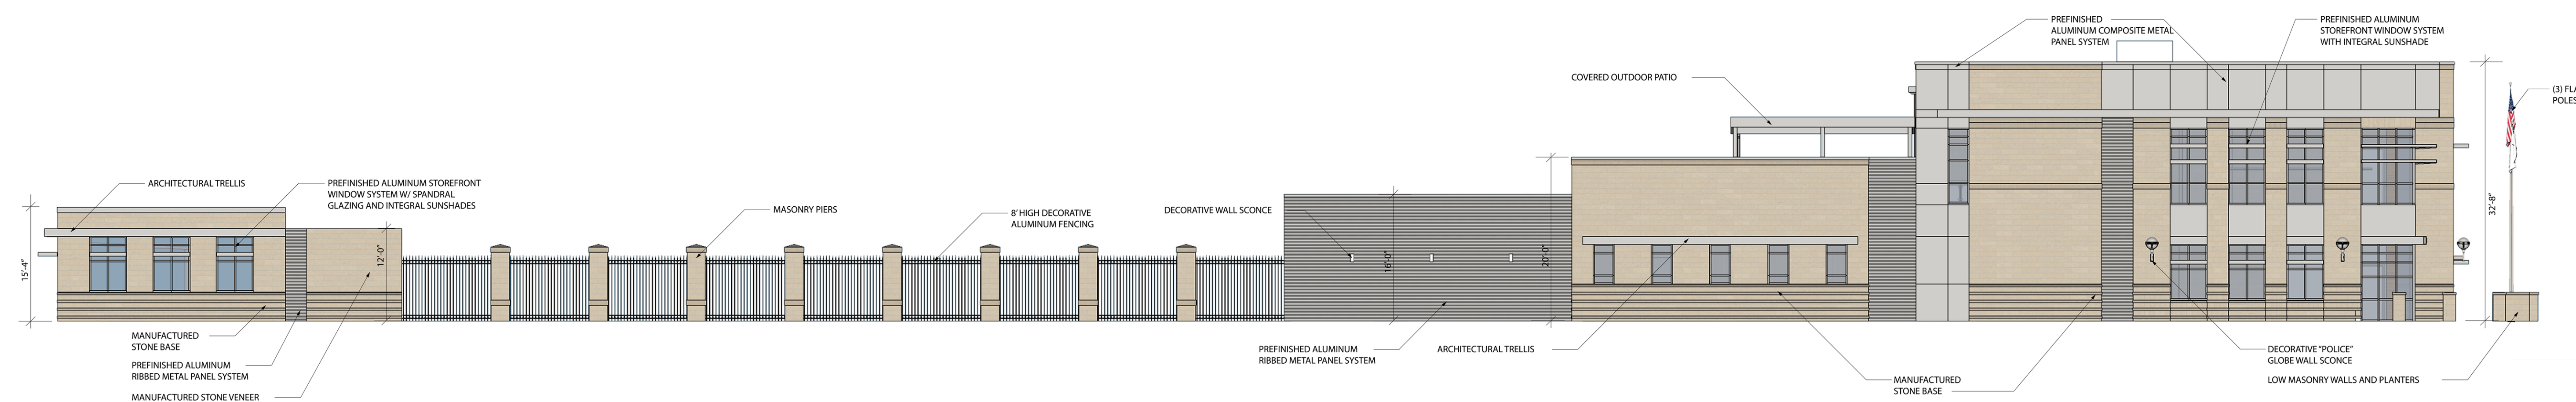 PREFINISHED
ALUMINUM COMPOSITE METAL
PANEL SYSTEM
PREFINISHED ALUMINUM
STOREFRONT WINDOW SYSTEM
WITH INTEGRAL SUNSHADE
COVERED OUTDOOR PATIO
(3) FLA
POLES
ARCHITECTURAL TRELLIS
PREFINISHED ALUMINUM STOREFRONT
WINDOW SYSTEM W/ SPANDRAL
GLAZING AND INTEGRAL SUNSHADES
MASONRY PIERS
8' HIGH DECORATIVE
ALUMINUM FENCING
DECORATIVE WALL SCONCE
15'-4"
12'-0"
16'-0"
20'-0"
32'-8"
MANUFACTURED
STONE BASE
PREFINISHED ALUMINUM
RIBBED METAL PANEL SYSTEM
MANUFACTURED STONE VENEER
PREFINISHED ALUMINUM
RIBBED METAL PANEL SYSTEM
ARCHITECTURAL TRELLIS
MANUFACTURED
STONE BASE
DECORATIVE "POLICE"
GLOBE WALL SCONCE
LOW MASONRY WALLS AND PLANTERS